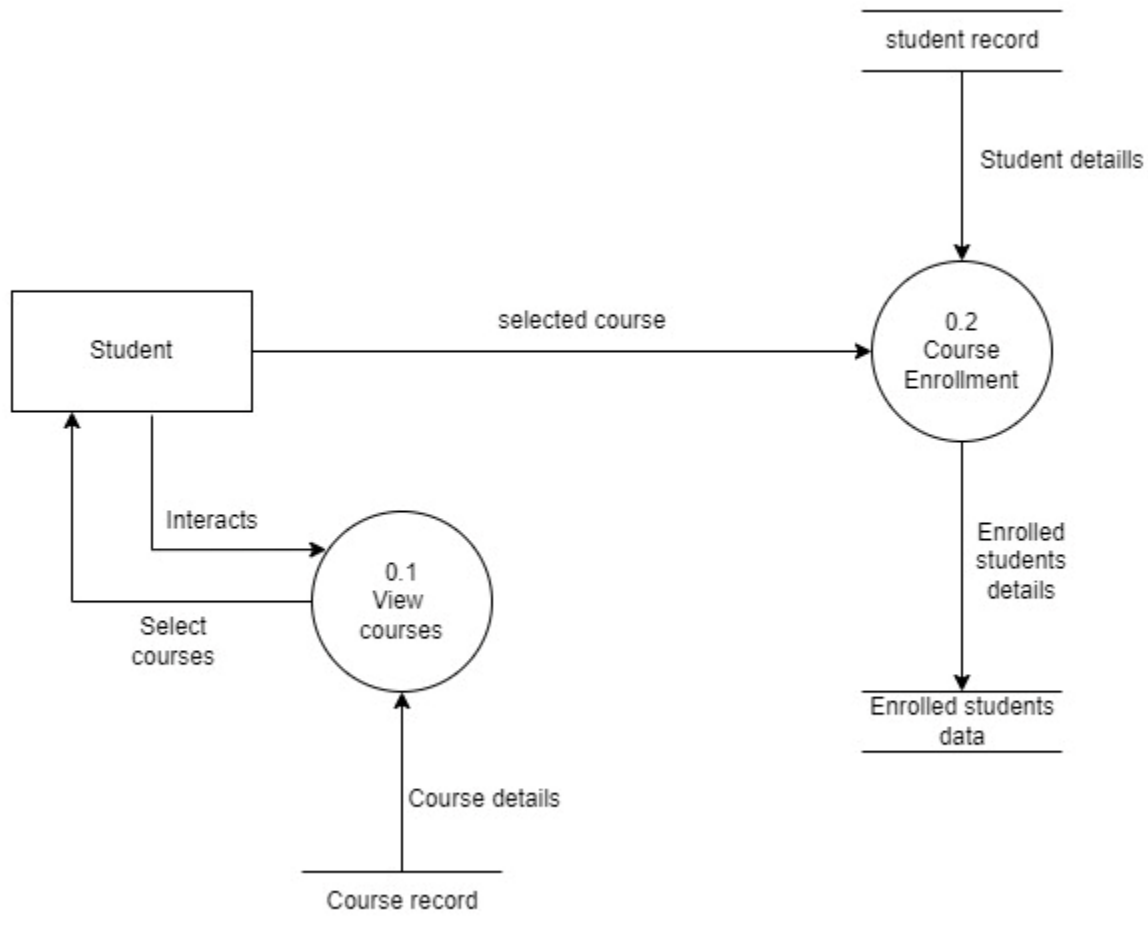 student record
Student detaills
selected course
Student
0.2
Course
Enrollment
Interacts
0.1
View
courses
Select
courses
Enrolled
students
details
Enrolled students
data
Course details
Course record